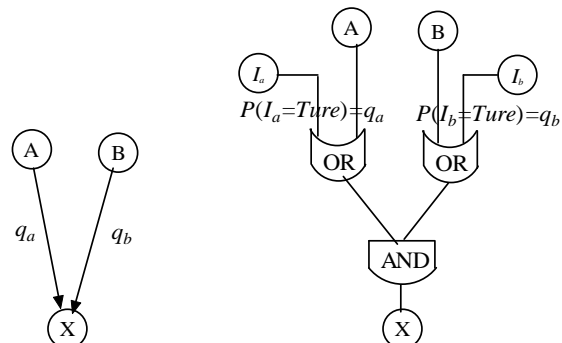 A B
I_a I_b
P(I_a=Ture)=q_a P(I_b=Ture)=q_b
A B
OR OR
q_a q_b
AND
X X